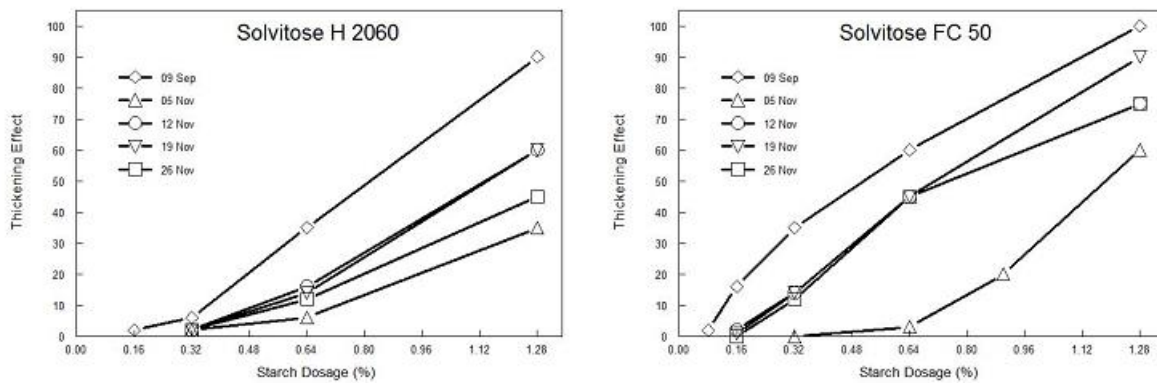 Solvitose H 2060
100
90
80
70
60
50
40
30
20
10
0
Thickening Effect
09 Sep
05 Nov
12 Nov
19 Nov
26 Nov
0.00 0.16 0.32 0.48 0.64 0.80 0.96 1.12 1.28
Starch Dosage (%)
Solvitose FC 50
100
90
80
70
60
50
40
30
20
10
0
Thickening Effect
09 Sep
05 Nov
12 Nov
19 Nov
26 Nov
0.00 0.16 0.32 0.48 0.64 0.80 0.96 1.12 1.28
Starch Dosage (%)